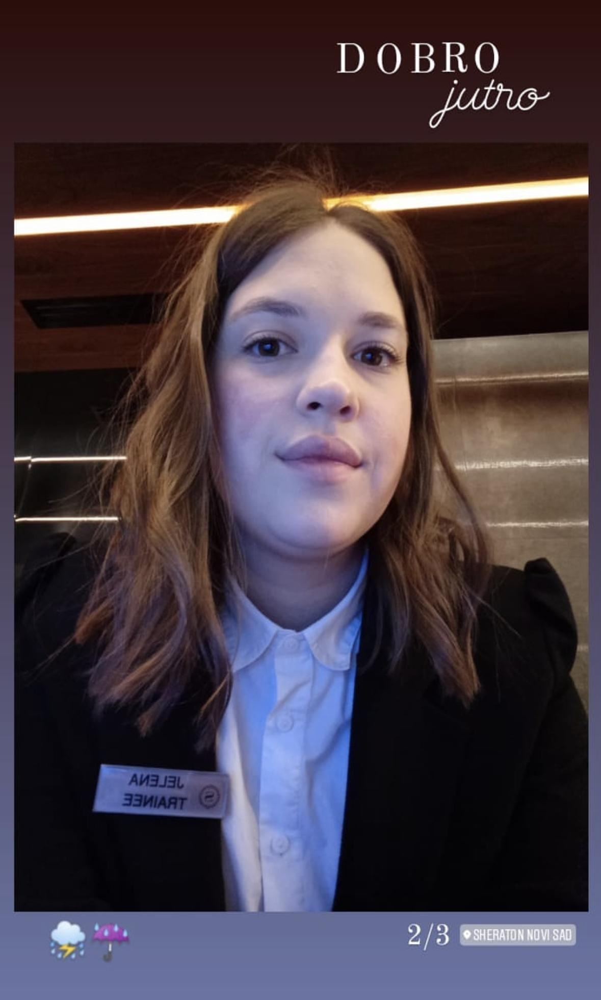 DOBRO
jutro
JELENA
TRAINEE
2/3 SHERATON NOVI SAD